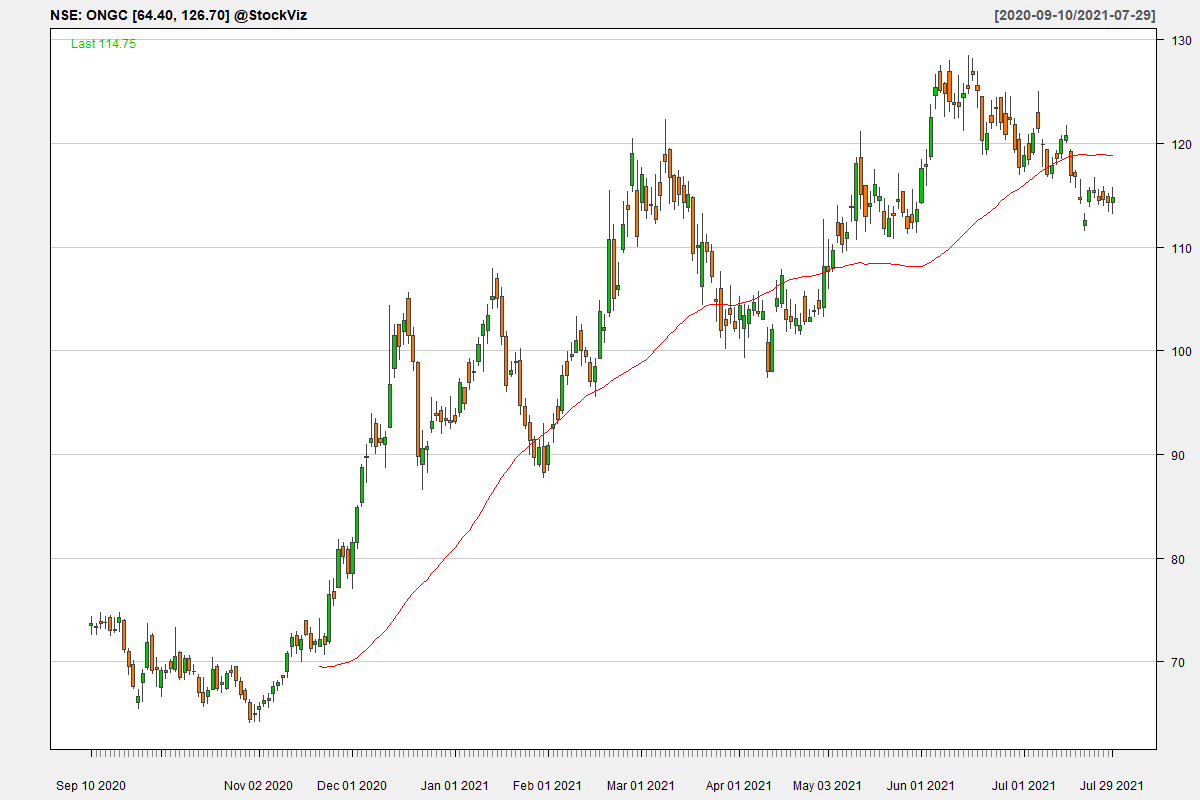 NSE: ONGC [64.40, 126.70] @StockViz
[2020-09-10/2021-07-29]
Last 114.75
130
120
110
100
90
80
70
Sep 10 2020
Nov 02 2020
Dec 01 2020
Jan 01 2021
Feb 01 2021
Mar 01 2021
Apr 01 2021
May 03 2021
Jun 01 2021
Jul 01 2021
Jul 29 2021